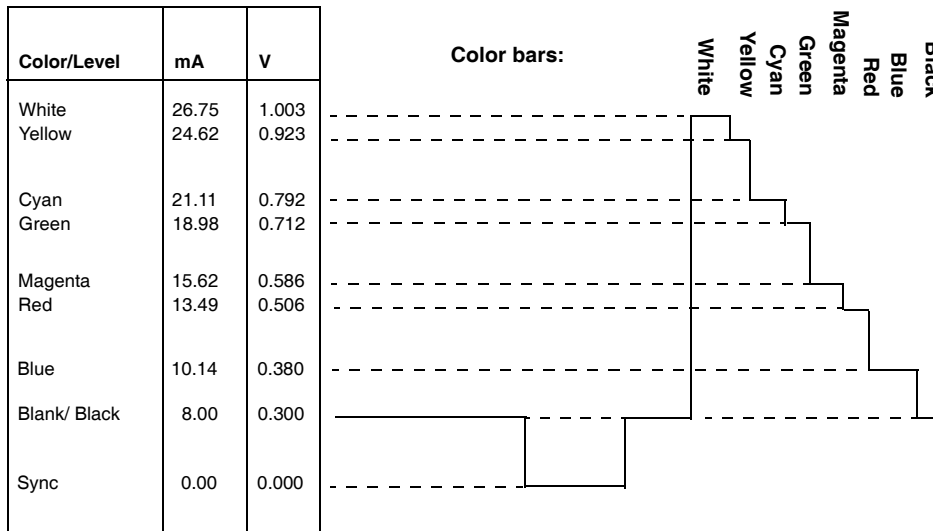 Color/Level mA V
White 26.75 1.003
Yellow 24.62 0.923
Cyan 21.11 0.792
Green 18.98 0.712
Magenta 15.62 0.586
Red 13.49 0.506
Blue 10.14 0.380
Blank/ Black 8.00 0.300
Sync 0.00 0.000
Color bars:
White
Yellow
Cyan
Green
Magenta
Red
Blue
Black